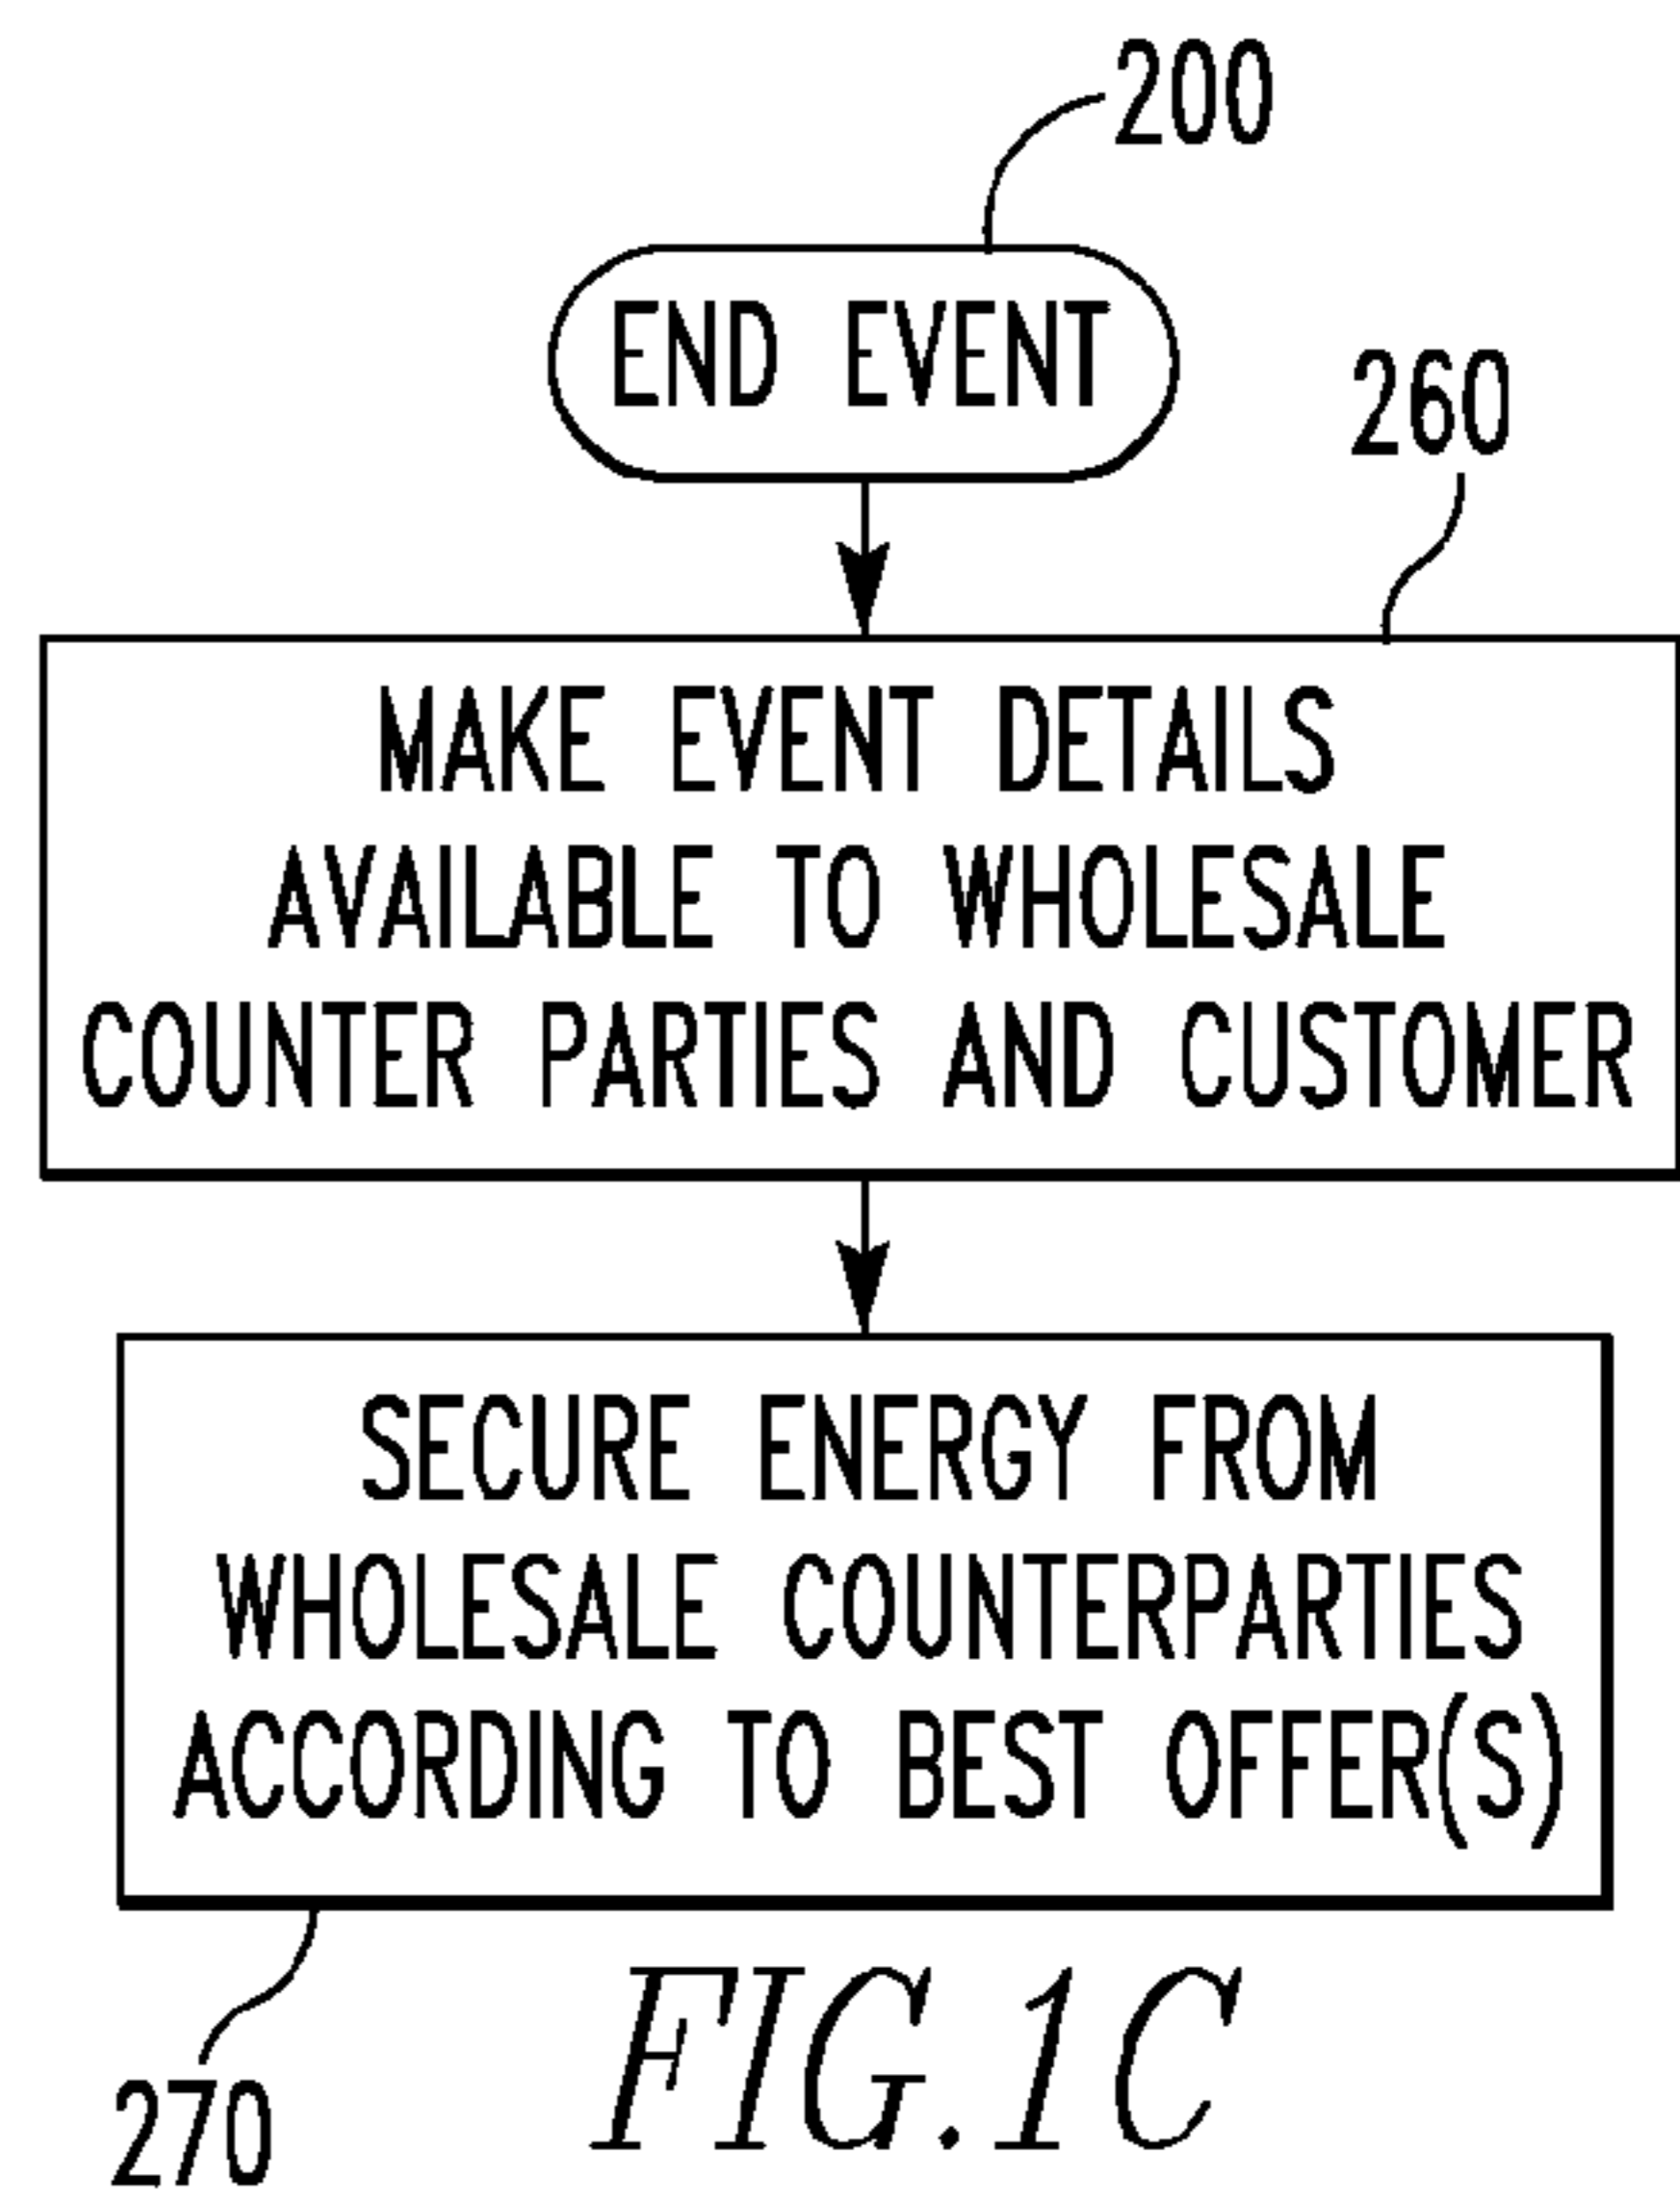 200
END EVENT
260
MAKE EVENT DETAILS
AVAILABLE TO WHOLESALE
COUNTER PARTIES AND CUSTOMER
SECURE ENERGY FROM
WHOLESALE COUNTERPARTIES
ACCORDING TO BEST OFFER(S)
270
FIG.1C